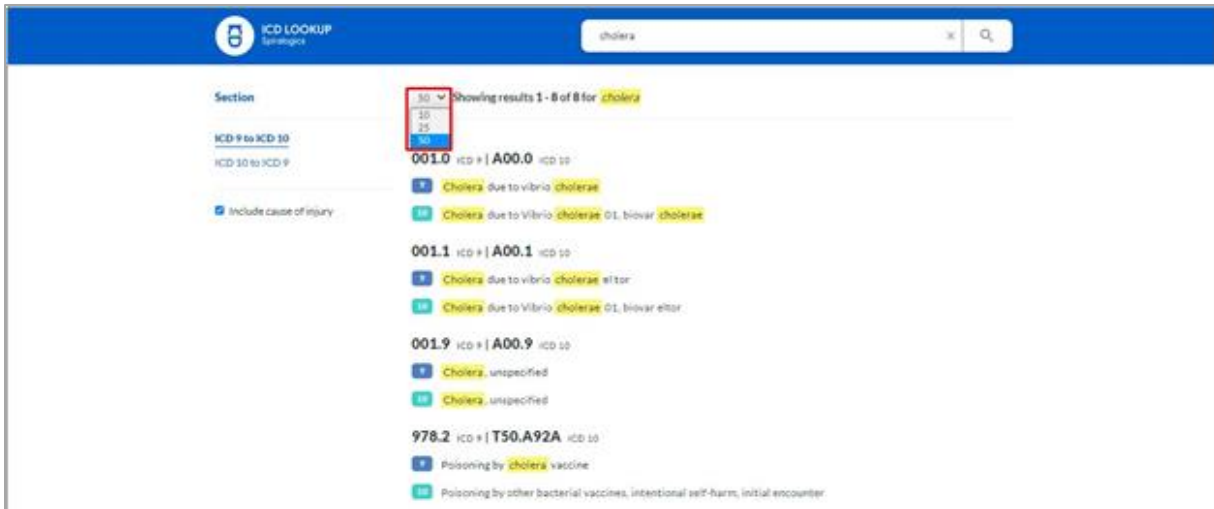 ICD LOOKUP
Spiralogics
cholera
Section
50 Showing results 1 - 8 of 8 for cholera
10
25
50
ICD 9 to ICD 10
ICD 10 to ICD 9
Include cause of injury
001.0 ICD 9 | A00.0 ICD 10
9 Cholera due to vibrio cholerae
10 Cholera due to Vibrio cholerae 01, biovar cholerae
001.1 ICD 9 | A00.1 ICD 10
9 Cholera due to vibrio cholerae el tor
10 Cholera due to Vibrio cholerae 01, biovar eltor
001.9 ICD 9 | A00.9 ICD 10
9 Cholera, unspecified
10 Cholera, unspecified
978.2 ICD 9 | T50.A92A ICD 10
9 Poisoning by cholera vaccine
10 Poisoning by other bacterial vaccines, intentional self-harm, initial encounter